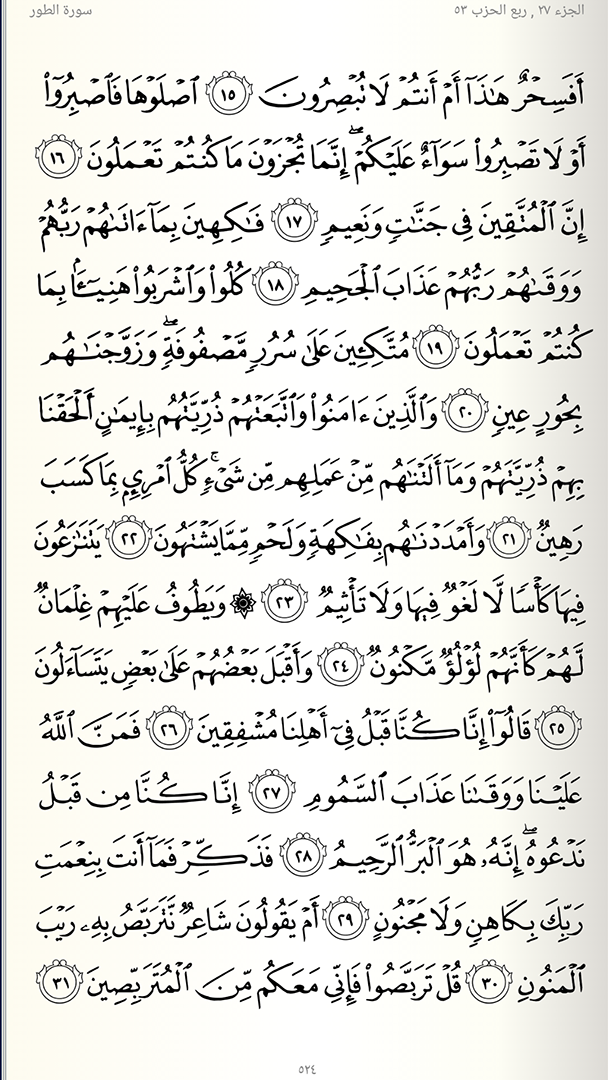 الجزء ٢٧ , ربع الحزب ٥٣
سورة الطور
أَفَسِحْرٌ هَـٰذَآ أَمْ أَنتُمْ لَا تُبْصِرُونَ ١٥ ٱصْلَوْهَا فَٱصْبِرُوٓا۟
أَوْ لَا تَصْبِرُوا۟ سَوَآءٌ عَلَيْكُمْ ۖ إِنَّمَا تُجْزَوْنَ مَا كُنتُمْ تَعْمَلُونَ ١٦
إِنَّ ٱلْمُتَّقِينَ فِى جَنَّـٰتٍ وَنَعِيمٍ ١٧ فَـٰكِهِينَ بِمَآ ءَاتَىٰهُمْ رَبُّهُمْ
وَوَقَىٰهُمْ رَبُّهُمْ عَذَابَ ٱلْجَحِيمِ ١٨ كُلُوا۟ وَٱشْرَبُوا۟ هَنِيٓـًٔۢا بِمَا
كُنتُمْ تَعْمَلُونَ ١٩ مُتَّكِـِٔينَ عَلَىٰ سُرُرٍ مَّصْفُوفَةٍ ۖ وَزَوَّجْنَـٰهُم
بِحُورٍ عِينٍ ٢٠ وَٱلَّذِينَ ءَامَنُوا۟ وَٱتَّبَعَتْهُمْ ذُرِّيَّتُهُم بِإِيمَـٰنٍ أَلْحَقْنَا
بِهِمْ ذُرِّيَّتَهُمْ وَمَآ أَلَتْنَـٰهُم مِّنْ عَمَلِهِم مِّن شَىْءٍ ۚ كُلُّ ٱمْرِئٍۭ بِمَا كَسَبَ
رَهِينٌ ٢١ وَأَمْدَدْنَـٰهُم بِفَـٰكِهَةٍ وَلَحْمٍ مِّمَّا يَشْتَهُونَ ٢٢ يَتَنَـٰزَعُونَ
فِيهَا كَأْسًا لَّا لَغْوٌ فِيهَا وَلَا تَأْثِيمٌ ٢٣ ۞ وَيَطُوفُ عَلَيْهِمْ غِلْمَانٌ
لَّهُمْ كَأَنَّهُمْ لُؤْلُؤٌ مَّكْنُونٌ ٢٤ وَأَقْبَلَ بَعْضُهُمْ عَلَىٰ بَعْضٍ يَتَسَآءَلُونَ
٢٥ قَالُوٓا۟ إِنَّا كُنَّا قَبْلُ فِىٓ أَهْلِنَا مُشْفِقِينَ ٢٦ فَمَنَّ ٱللَّهُ
عَلَيْنَا وَوَقَىٰنَا عَذَابَ ٱلسَّمُومِ ٢٧ إِنَّا كُنَّا مِن قَبْلُ
نَدْعُوهُ ۖ إِنَّهُۥ هُوَ ٱلْبَرُّ ٱلرَّحِيمُ ٢٨ فَذَكِّرْ فَمَآ أَنتَ بِنِعْمَتِ
رَبِّكَ بِكَاهِنٍ وَلَا مَجْنُونٍ ٢٩ أَمْ يَقُولُونَ شَاعِرٌ نَّتَرَبَّصُ بِهِۦ رَيْبَ
ٱلْمَنُونِ ٣٠ قُلْ تَرَبَّصُوا۟ فَإِنِّى مَعَكُم مِّنَ ٱلْمُتَرَبِّصِينَ ٣١
٥٢٤